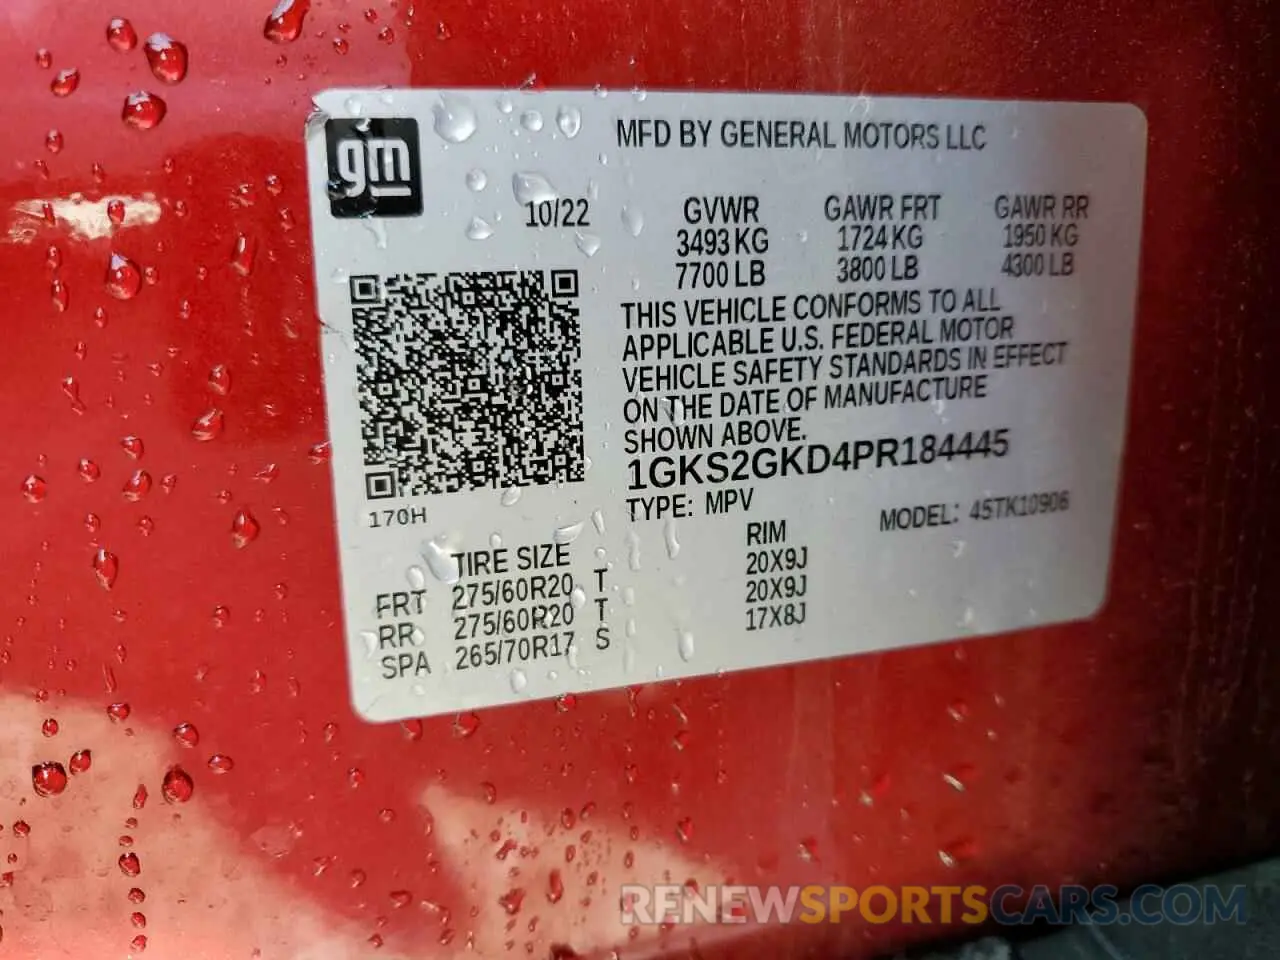 gm
MFD BY GENERAL MOTORS LLC
10/22
GVWR GAWR FRT GAWR RR
3493 KG 1724 KG 1950 KG
7700 LB 3800 LB 4300 LB
THIS VEHICLE CONFORMS TO ALL
APPLICABLE U.S. FEDERAL MOTOR
VEHICLE SAFETY STANDARDS IN EFFECT
ON THE DATE OF MANUFACTURE
SHOWN ABOVE.
1GKS2GKD4PR184445
TYPE: MPV MODEL: 4STK10906
170H
TIRE SIZE RIM
FRT 275/60R20 T 20X9J
RR 275/60R20 T 20X9J
SPA 265/70R17 S 17X8J
RENEWSPORTSCARS.COM